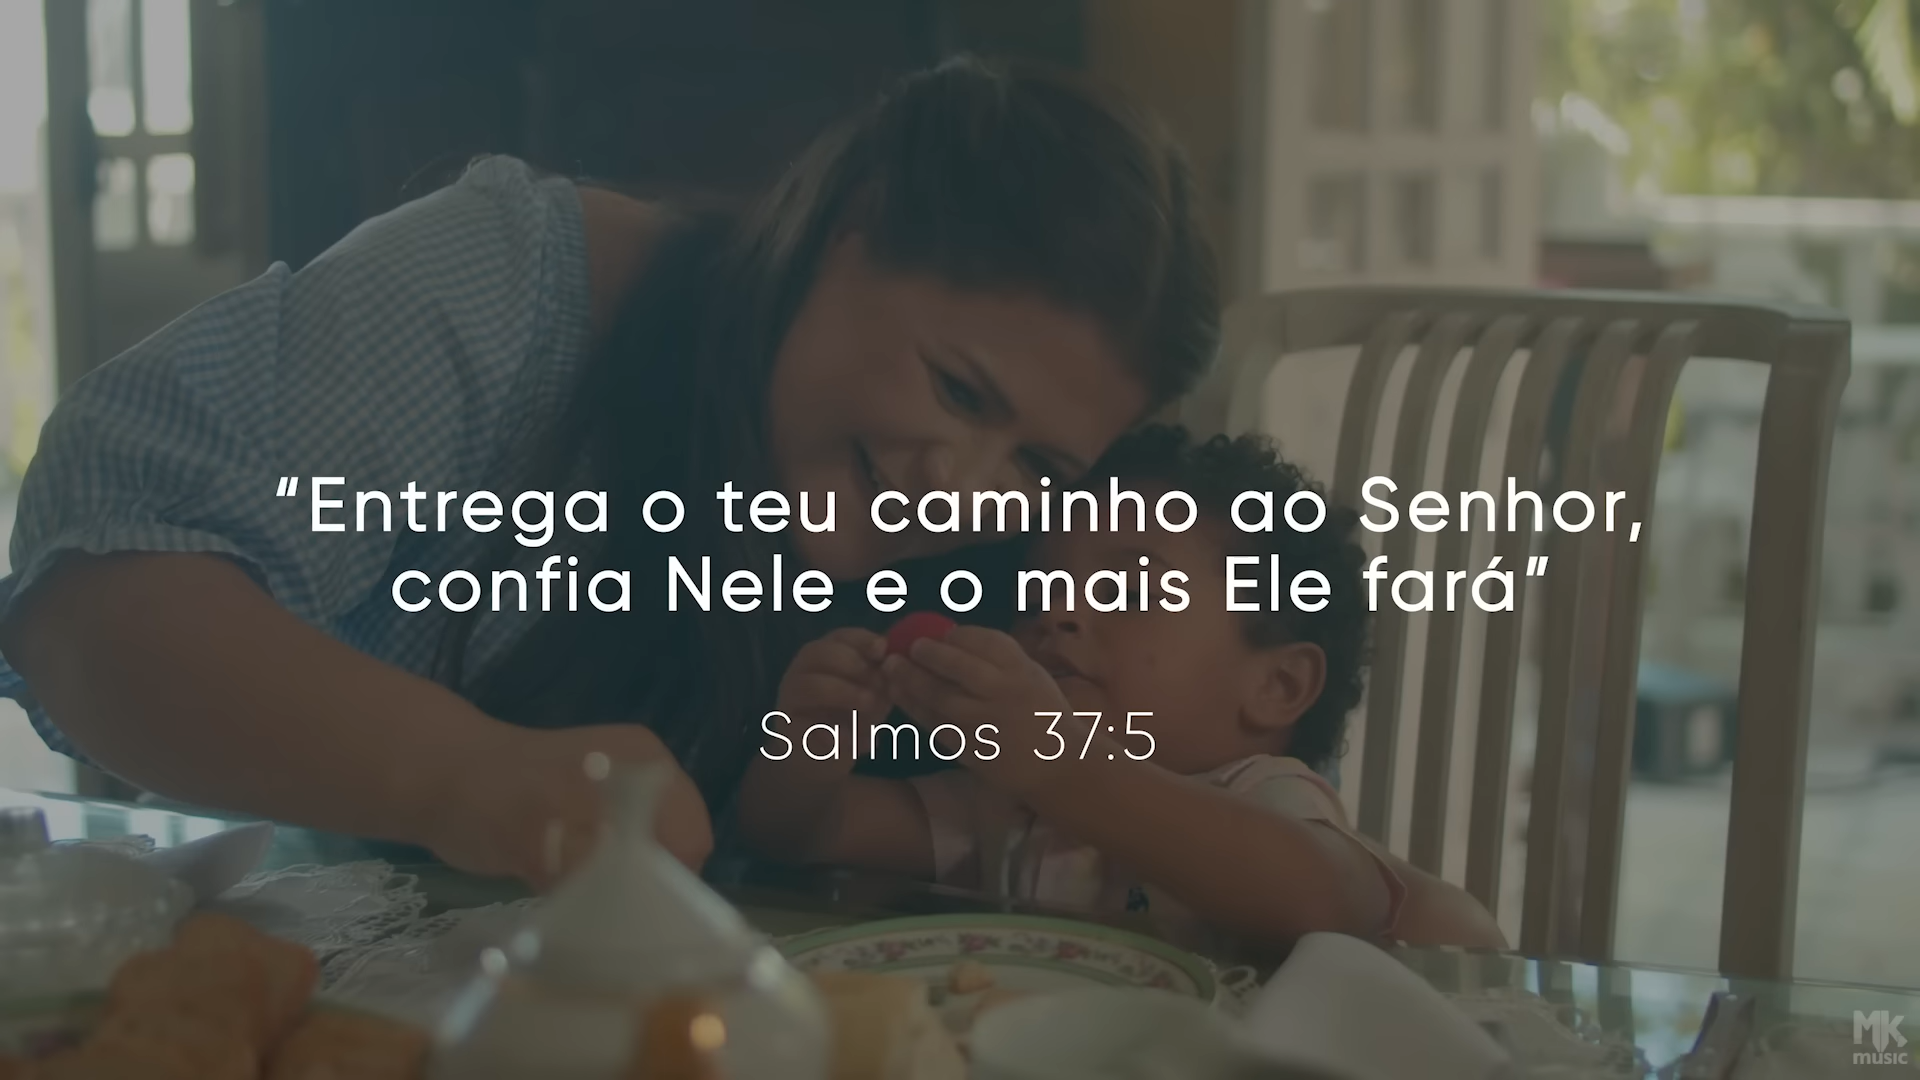 “Entrega o teu caminho ao Senhor,
confia Nele e o mais Ele fará”
Salmos 37:5
MK
music